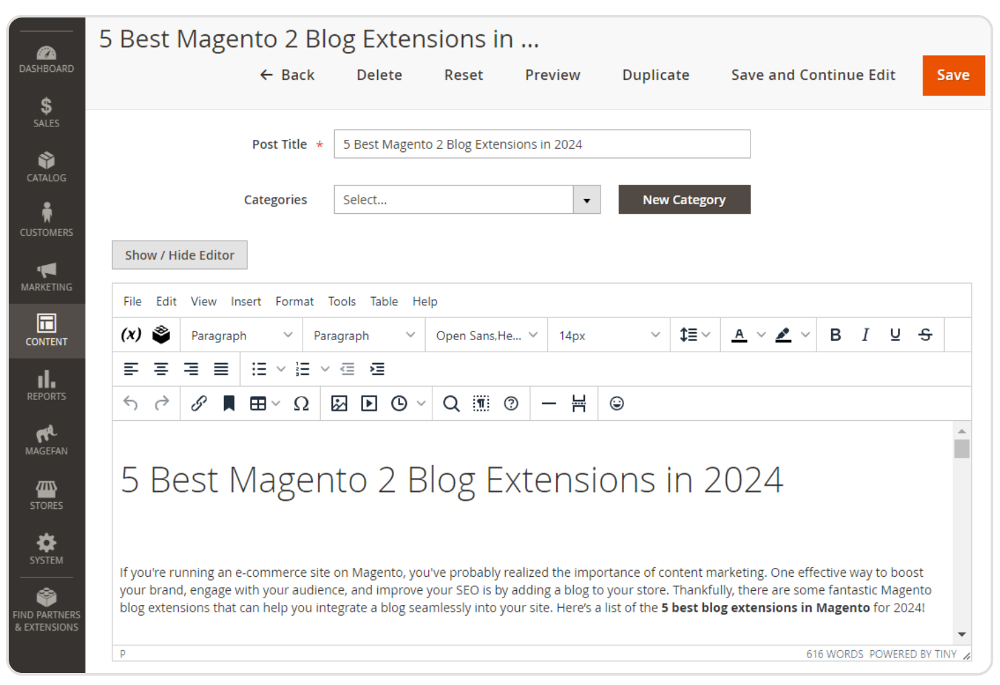 5 Best Magento 2 Blog Extensions in ...
← Back Delete Reset Preview Duplicate Save and Continue Edit Save
DASHBOARD
SALES
CATALOG
CUSTOMERS
MARKETING
CONTENT
REPORTS
MAGEFAN
STORES
SYSTEM
FIND PARTNERS
& EXTENSIONS
Post Title * 5 Best Magento 2 Blog Extensions in 2024
Categories Select... New Category
Show / Hide Editor
File Edit View Insert Format Tools Table Help
(x) Paragraph Paragraph Open Sans,He... 14px A B I U S
5 Best Magento 2 Blog Extensions in 2024
If you're running an e-commerce site on Magento, you've probably realized the importance of content marketing. One effective way to boost
your brand, engage with your audience, and improve your SEO is by adding a blog to your store. Thankfully, there are some fantastic Magento
blog extensions that can help you integrate a blog seamlessly into your site. Here's a list of the 5 best blog extensions in Magento for 2024!
P 616 WORDS POWERED BY TINY